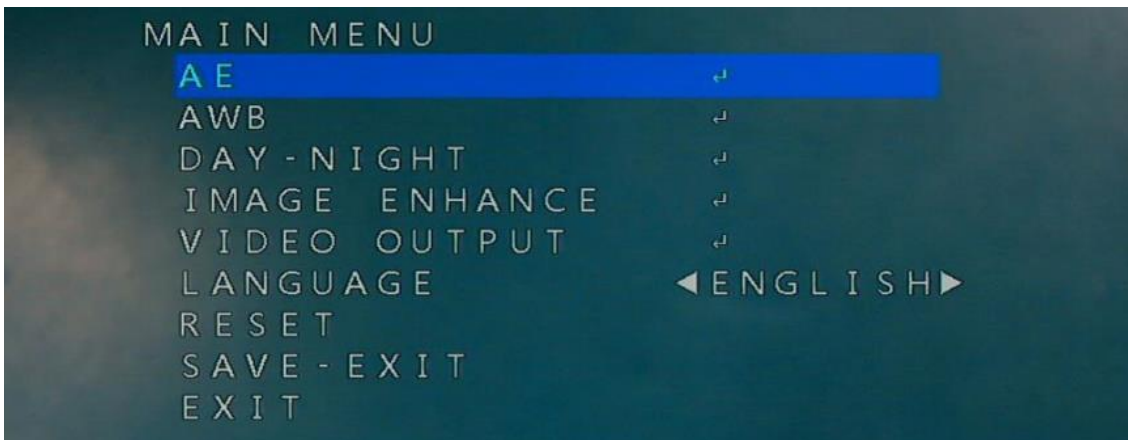 MAIN MENU
AE ↵
AWB ↵
DAY-NIGHT ↵
IMAGE ENHANCE ↵
VIDEO OUTPUT ↵
LANGUAGE ◀ENGLISH▶
RESET
SAVE-EXIT
EXIT